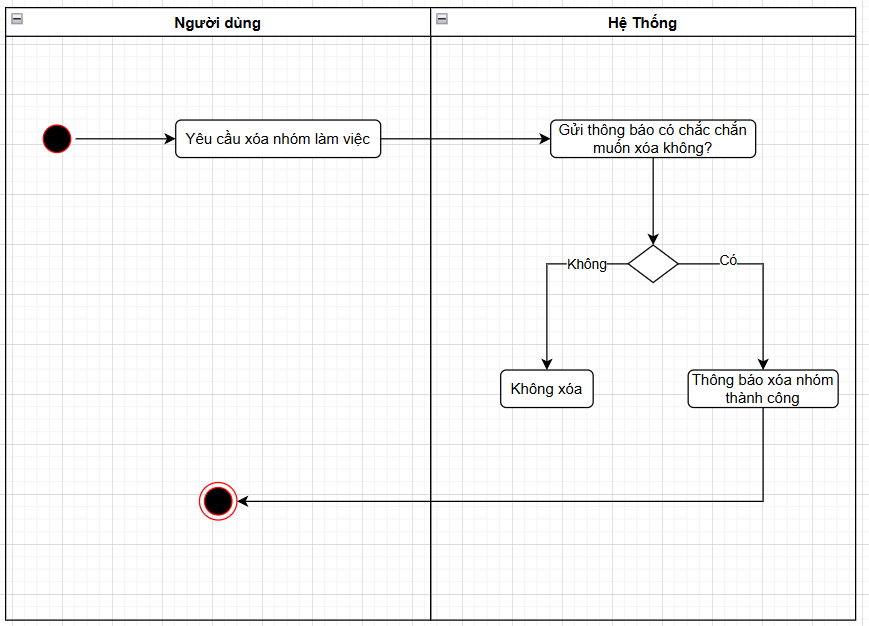 Người dùng
Hệ Thống
Yêu cầu xóa nhóm làm việc
Gửi thông báo có chắc chắn
muốn xóa không?
Không
Có
Không xóa
Thông báo xóa nhóm
thành công